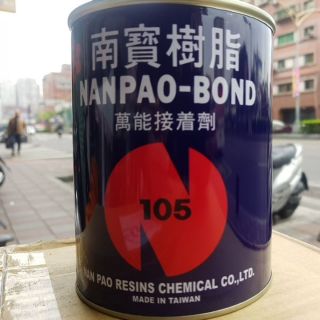 南寶樹脂
NANPAO-BOND
萬能接着劑
105
NAN PAO RESINS CHEMICAL CO.,LTD.
MADE IN TAIWAN